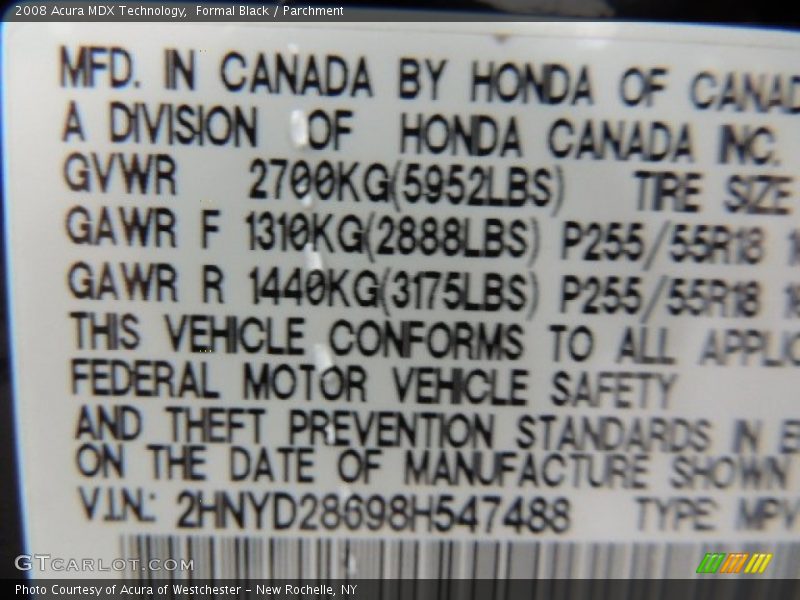 2008 Acura MDX Technology, Formal Black / Parchment
MFD. IN CANADA BY HONDA OF CANAD
A DIVISION OF HONDA CANADA INC.
GVWR 2700KG(5952LBS) TIRE SIZE
GAWR F 1310KG(2888LBS) P255/55R18 1
GAWR R 1440KG(3175LBS) P255/55R18 1
THIS VEHICLE CONFORMS TO ALL APPLIC
FEDERAL MOTOR VEHICLE SAFETY
AND THEFT PREVENTION STANDARDS IN E
ON THE DATE OF MANUFACTURE SHOWN
V.I.N.: 2HNYD28698H547488 TYPE: MPV
GTCARLOT.COM
Photo Courtesy of Acura of Westchester - New Rochelle, NY